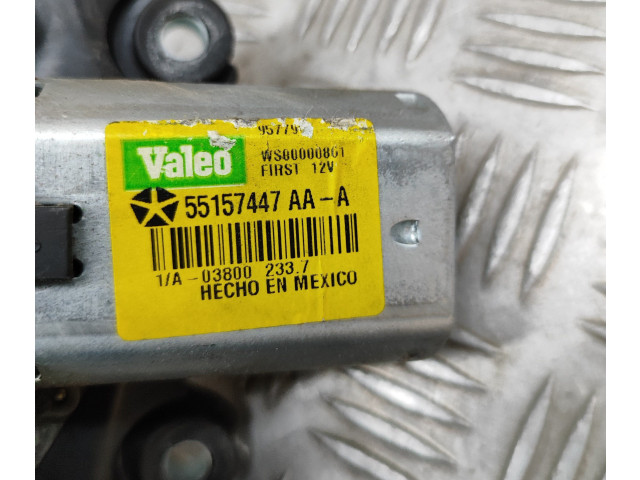 Valeo
WS00000801
FIRST 12V
55157447 AA-A
1/A-03800 233.7
HECHO EN MEXICO